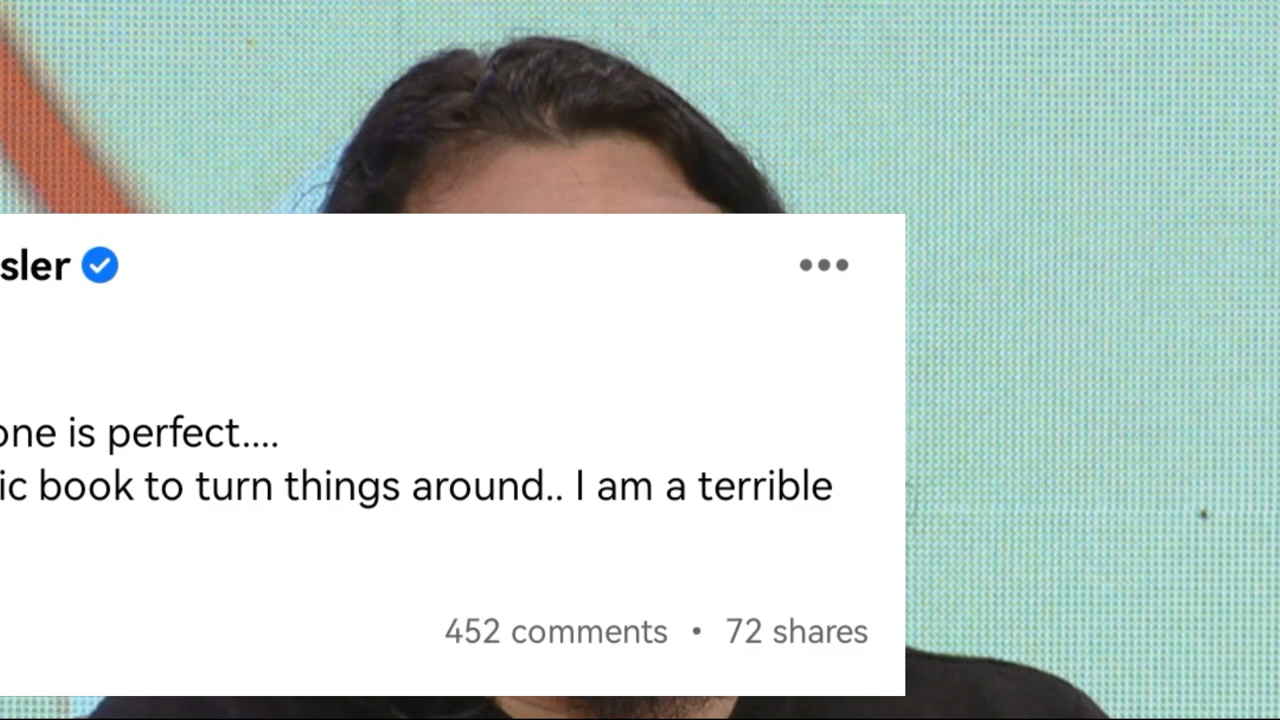 sler
one is perfect....
ic book to turn things around.. I am a terrible
452 comments • 72 shares